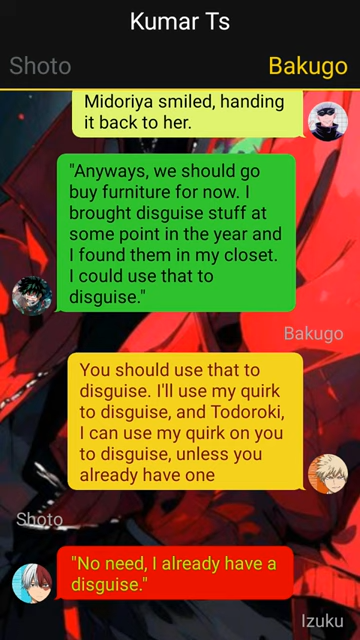 Kumar Ts
Shoto
Bakugo
Midoriya smiled, handing
it back to her.
"Anyways, we should go
buy furniture for now. I
brought disguise stuff at
some point in the year and
I found them in my closet.
I could use that to
disguise."
Bakugo
You should use that to
disguise. I'll use my quirk
to disguise, and Todoroki,
I can use my quirk on you
to disguise, unless you
already have one
Shoto
"No need, I already have a
disguise."
Izuku